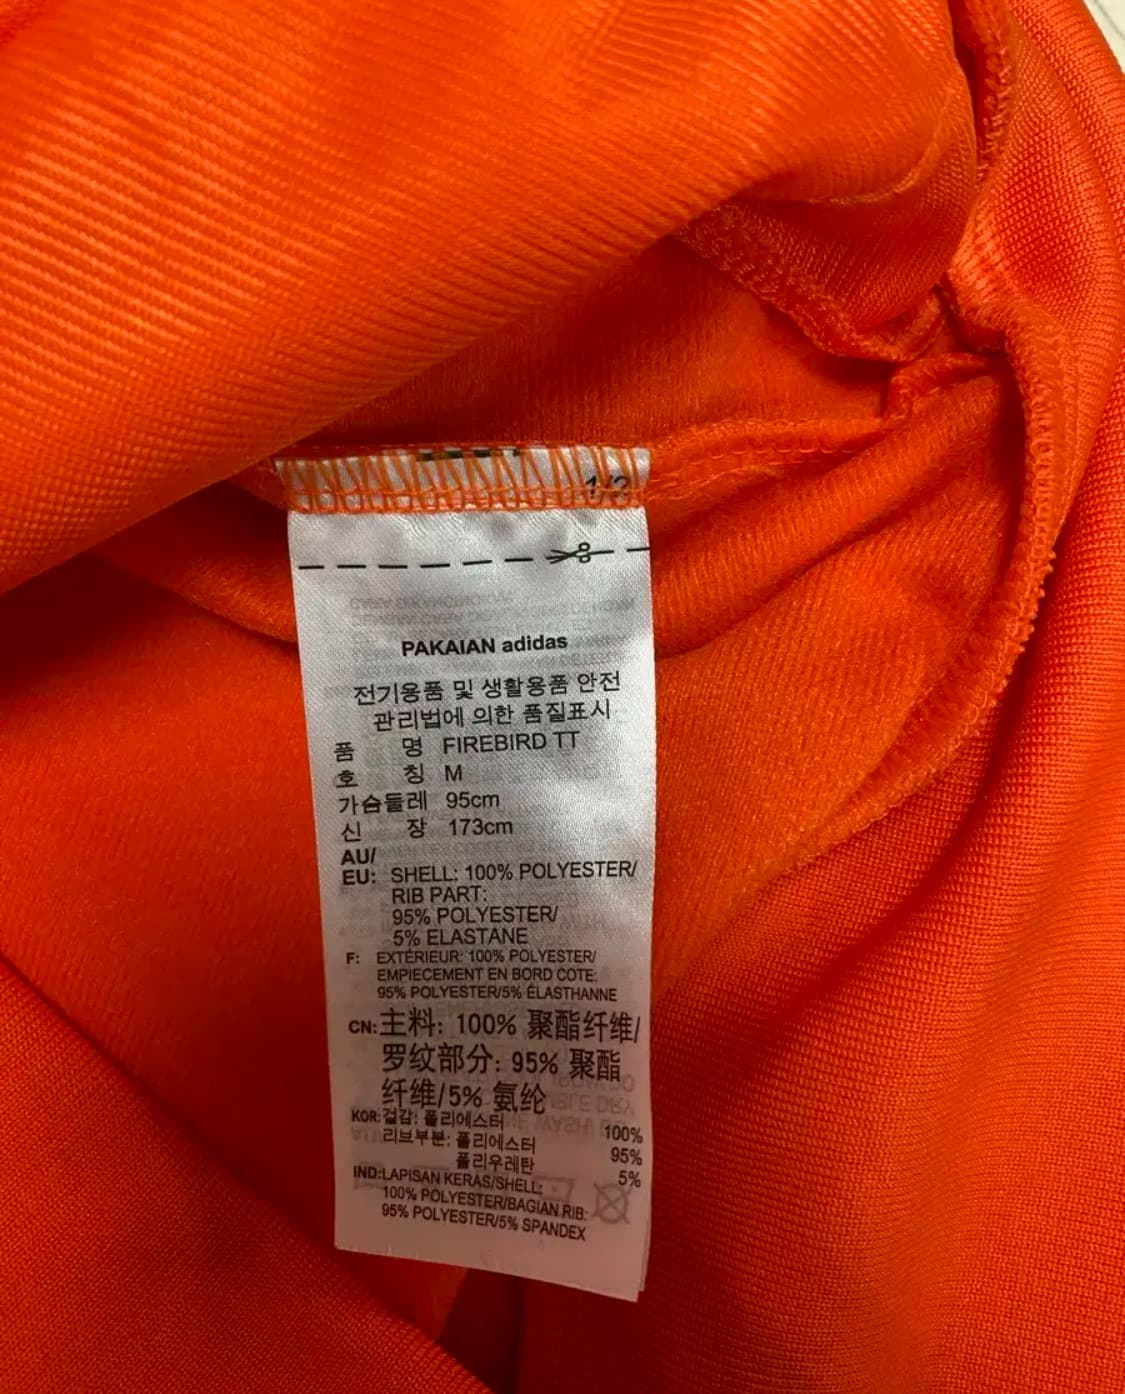 1/2
PAKAIAN adidas
전기용품 및 생활용품 안전
관리법에 의한 품질표시
품 명 FIREBIRD TT
호 칭 M
가슴둘레 95cm
신 장 173cm
AU/
EU: SHELL: 100% POLYESTER/
RIB PART:
95% POLYESTER/
5% ELASTANE
F: EXTÉRIEUR: 100% POLYESTER/
EMPIECEMENT EN BORD COTE:
95% POLYESTER/5% ÉLASTHANNE
CN: 主料: 100% 聚酯纤维/
罗纹部分: 95% 聚酯
纤维/5% 氨纶
KOR: 겉감: 폴리에스터 100%
리브부분: 폴리에스터 95%
폴리우레탄 5%
IND: LAPISAN KERAS/SHELL:
100% POLYESTER/BAGIAN RIB:
95% POLYESTER/5% SPANDEX